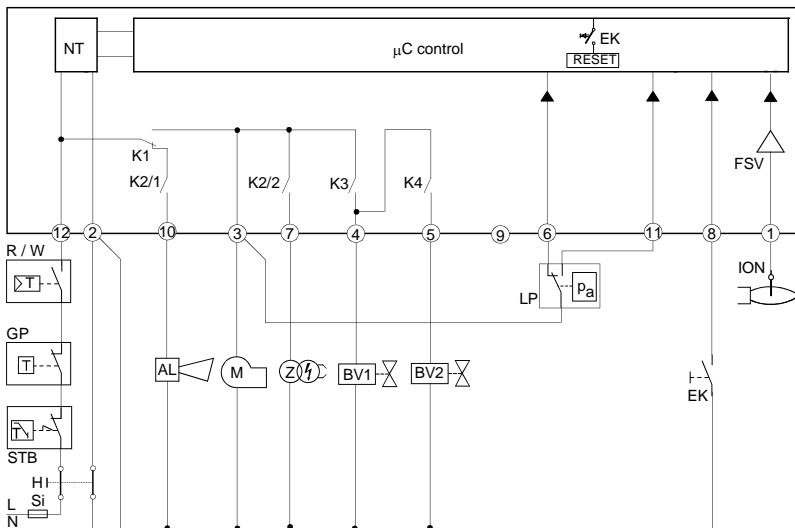 NT
μC control
EK
RESET
K1
K2/1
K2/2
K3
K4
FSV
12
2
10
3
7
4
5
9
6
11
8
1
R / W
T
LP
pa
ION
GP
T
AL
M
Z
BV1
BV2
EK
T
STB
H
Si
L
N